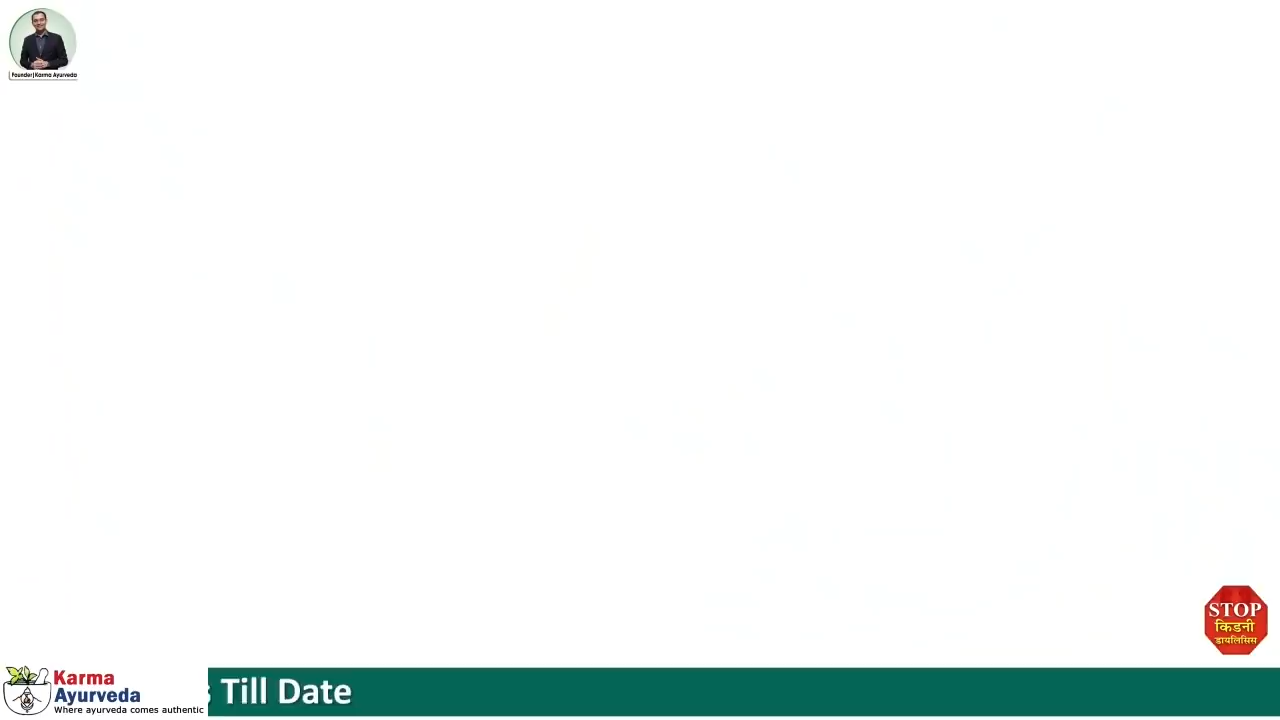 Founder|Karma Ayurveda
STOP
किडनी
डायलिसिस
Till Date
Karma
Ayurveda
Where ayurveda comes authentic